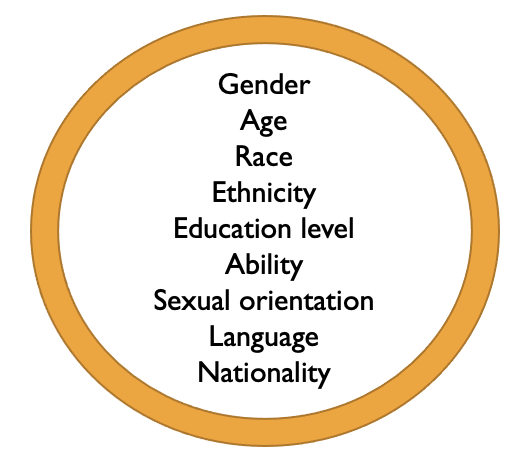 Gender
Age
Race
Ethnicity
Education level
Ability
Sexual orientation
Language
Nationality